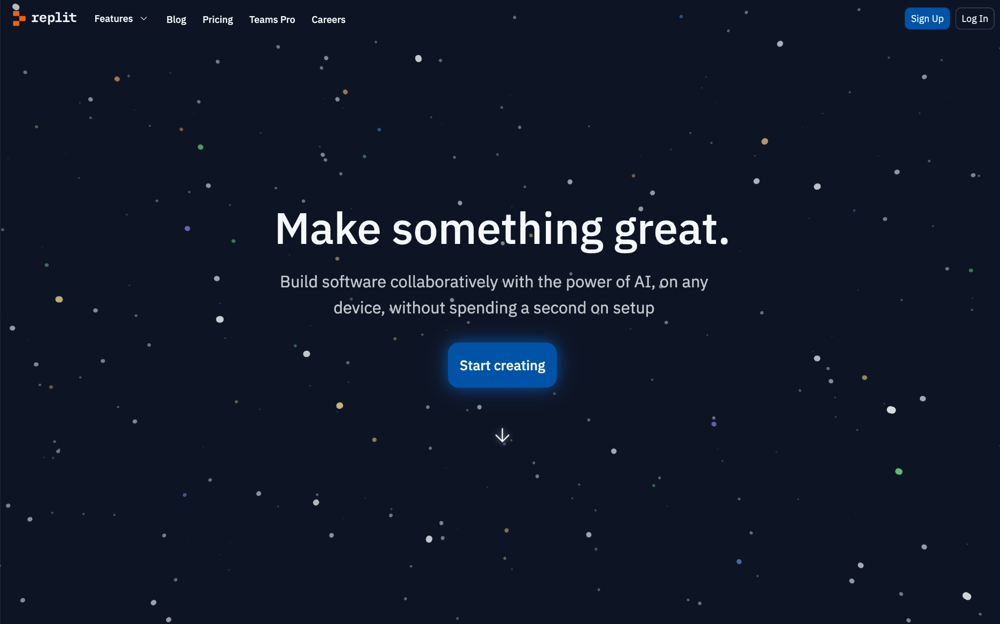 replit
Features
Blog
Pricing
Teams Pro
Careers
Sign Up
Log In
Make something great.
Build software collaboratively with the power of AI, on any
device, without spending a second on setup
Start creating